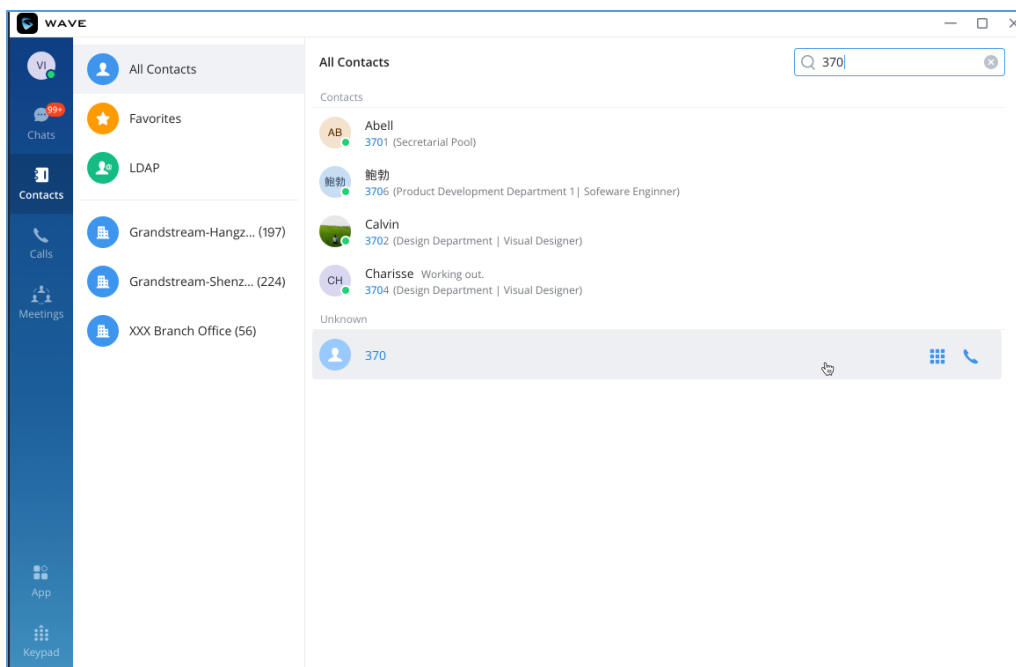 WAVE
VI
99+
Chats
Contacts
Calls
Meetings
App
Keypad
All Contacts
Favorites
LDAP
Grandstream-Hangz... (197)
Grandstream-Shenz... (224)
XXX Branch Office (56)
All Contacts
370
Contacts
AB
Abell
3701 (Secretarial Pool)
鲍勃
鲍勃
3706 (Product Development Department 1| Sofeware Enginner)
Calvin
3702 (Design Department | Visual Designer)
CH
Charisse Working out.
3704 (Design Department | Visual Designer)
Unknown
370